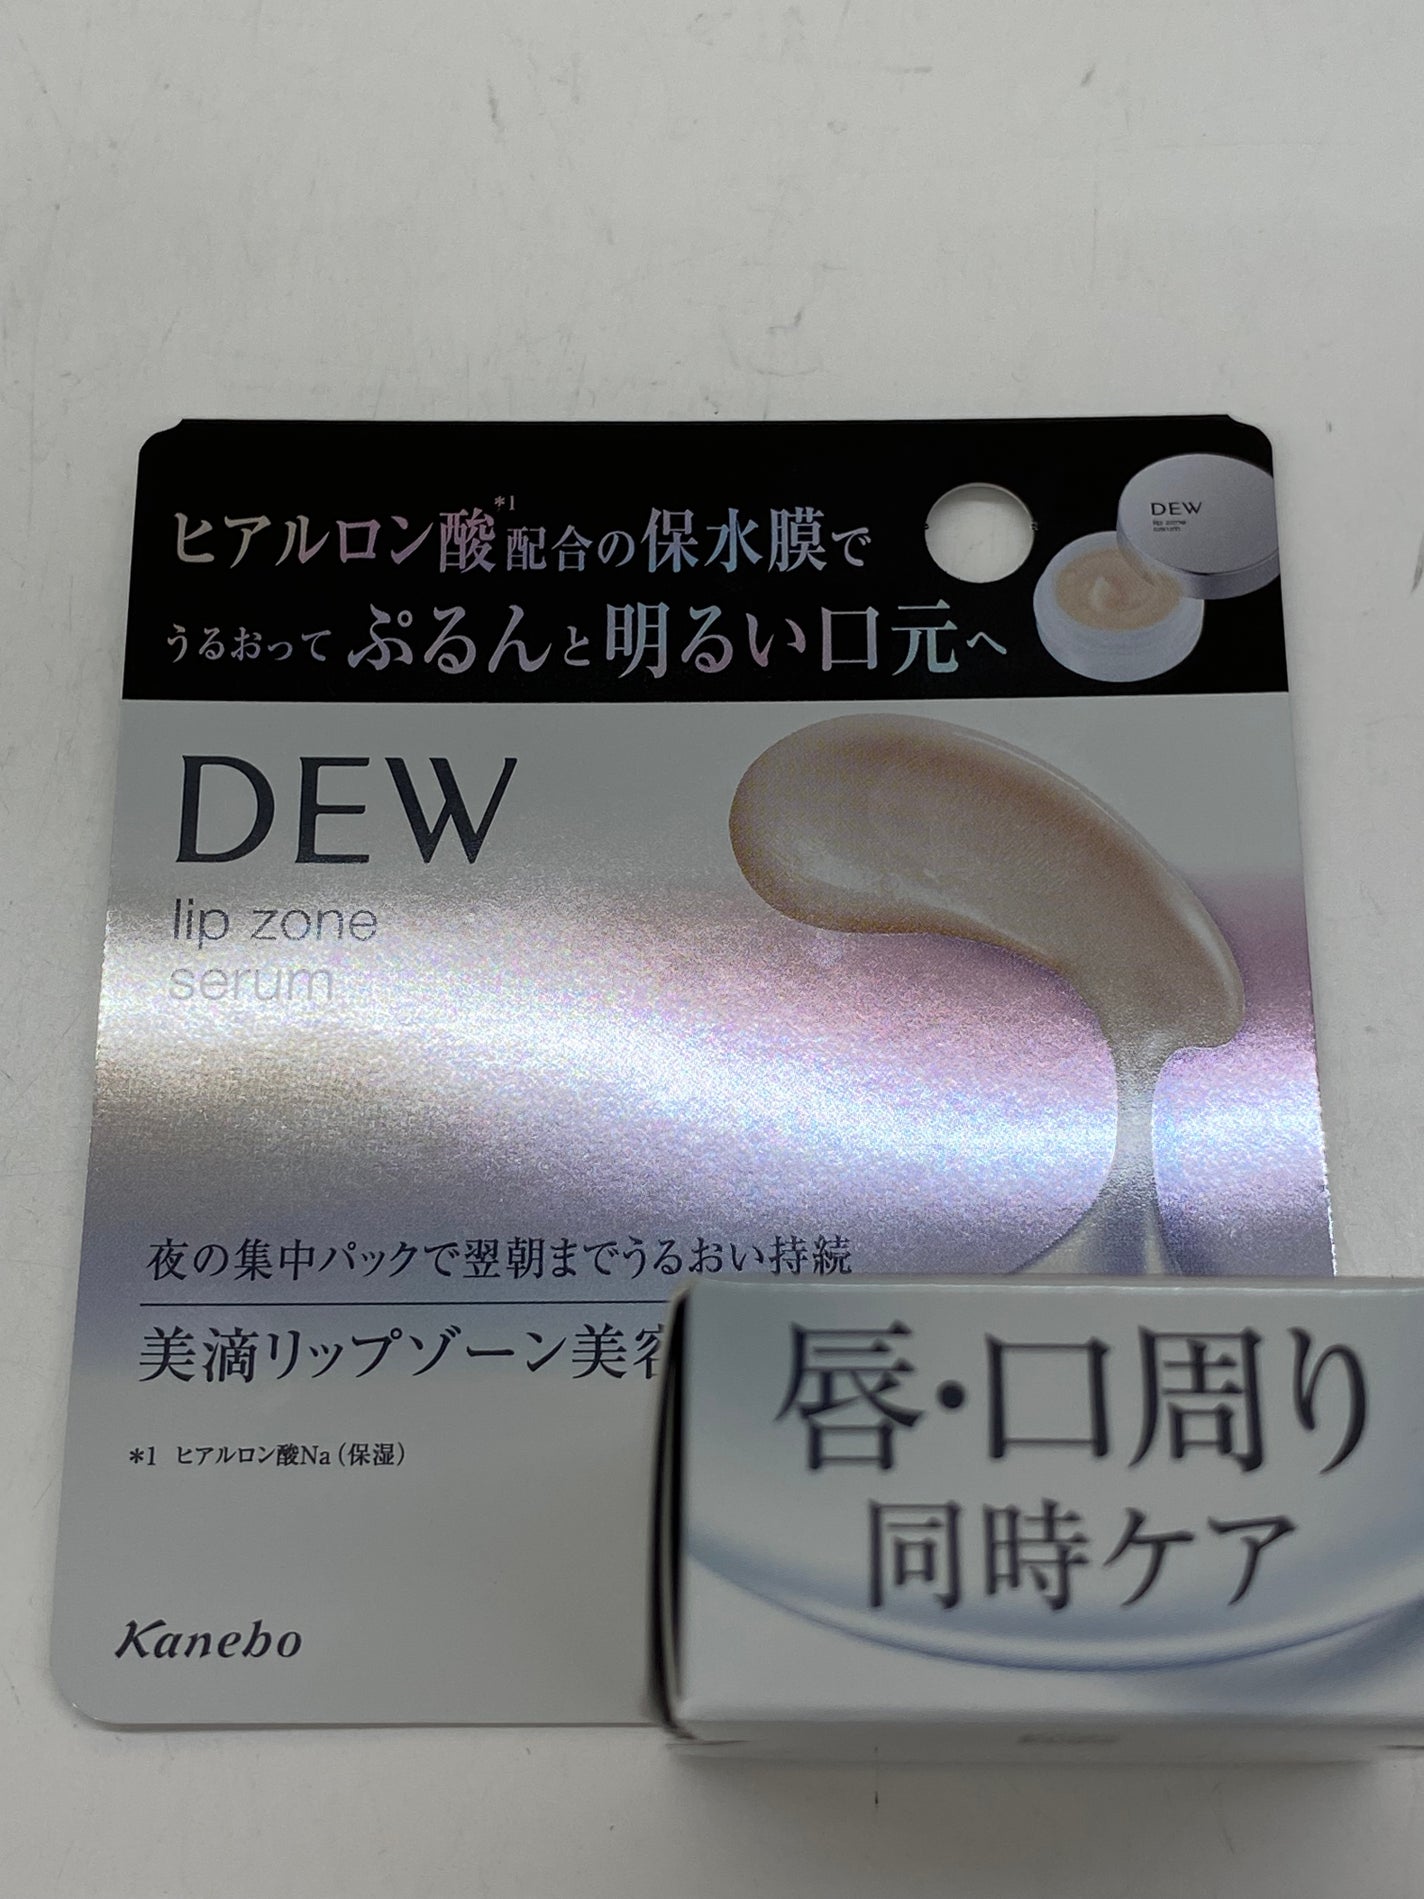 ヒアルロン酸*1配合の保水膜で
うるおって ぷるんと明るい口元へ
DEW
lip zone
serum
DEW
lip zone
serum
夜の集中パックで翌朝までうるおい持続
美滴リップゾーン美容
*1 ヒアルロン酸Na（保湿）
Kanebo
唇・口周り
同時ケア